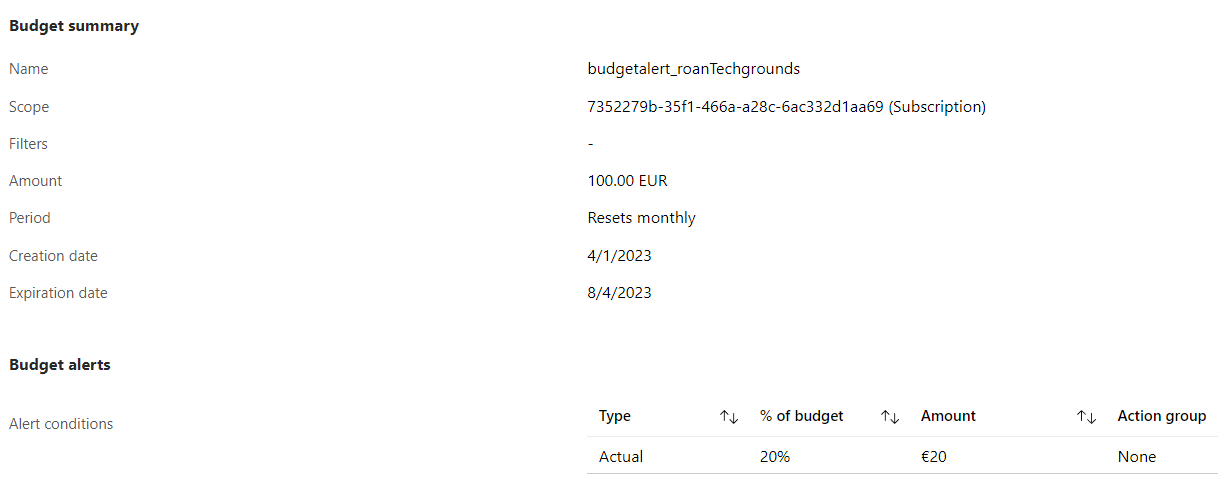 Budget summary
Name budgetalert_roanTechgrounds
Scope 7352279b-35f1-466a-a28c-6ac332d1aa69 (Subscription)
Filters -
Amount 100.00 EUR
Period Resets monthly
Creation date 4/1/2023
Expiration date 8/4/2023
Budget alerts
Alert conditions
Type ↑↓ % of budget ↑↓ Amount ↑↓ Action group
Actual 20% €20 None